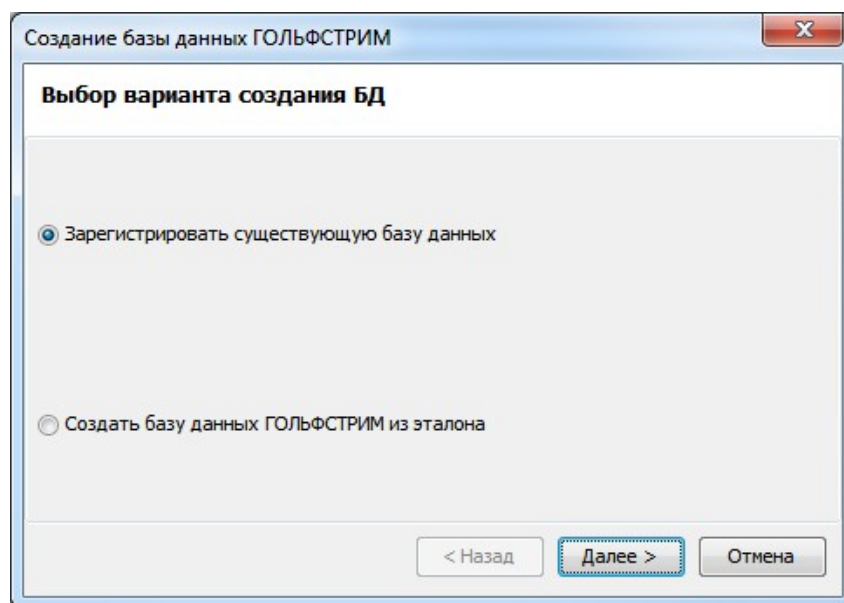 Создание базы данных ГОЛЬФСТРИМ
Выбор варианта создания БД
Зарегистрировать существующую базу данных
Создать базу данных ГОЛЬФСТРИМ из эталона
< Назад Далее > Отмена